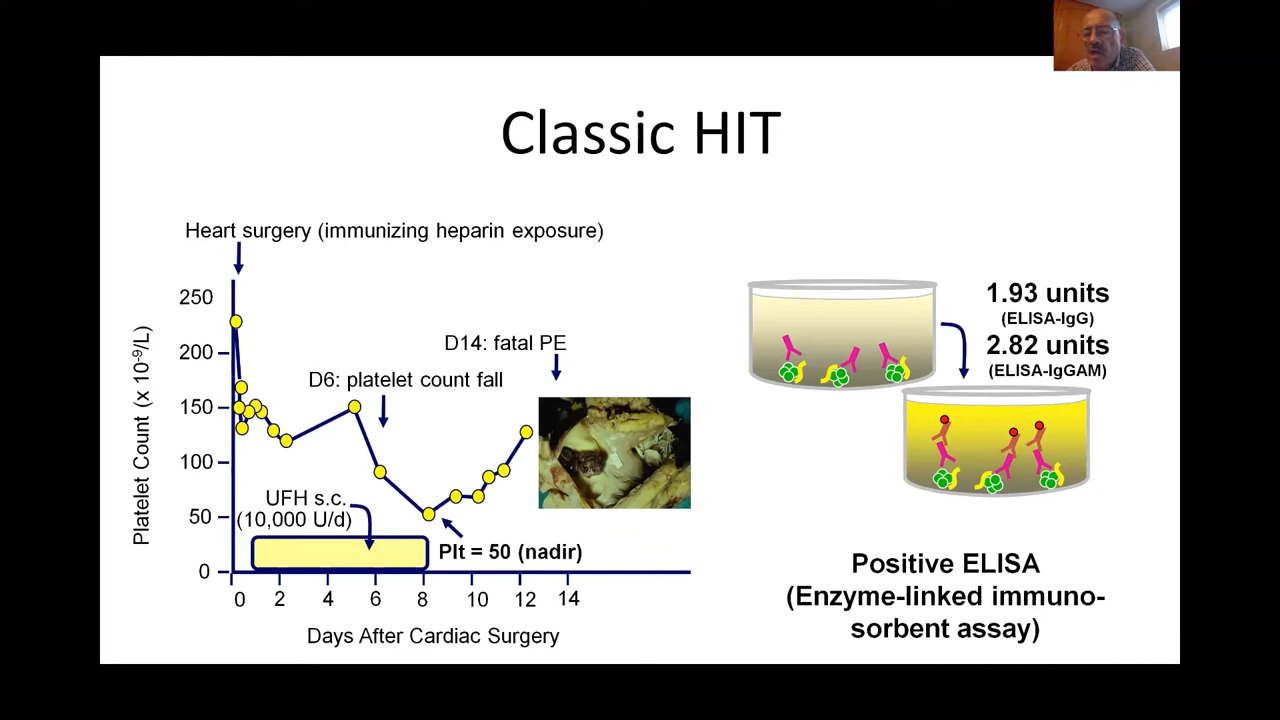 Classic HIT
Heart surgery (immunizing heparin exposure)
Platelet Count (x 10-9/L)
250
200
150
100
50
0
D14: fatal PE
D6: platelet count fall
UFH s.c.
(10,000 U/d)
Plt = 50 (nadir)
0 2 4 6 8 10 12 14
Days After Cardiac Surgery
1.93 units
(ELISA-IgG)
2.82 units
(ELISA-IgGAM)
Positive ELISA
(Enzyme-linked immuno-
sorbent assay)